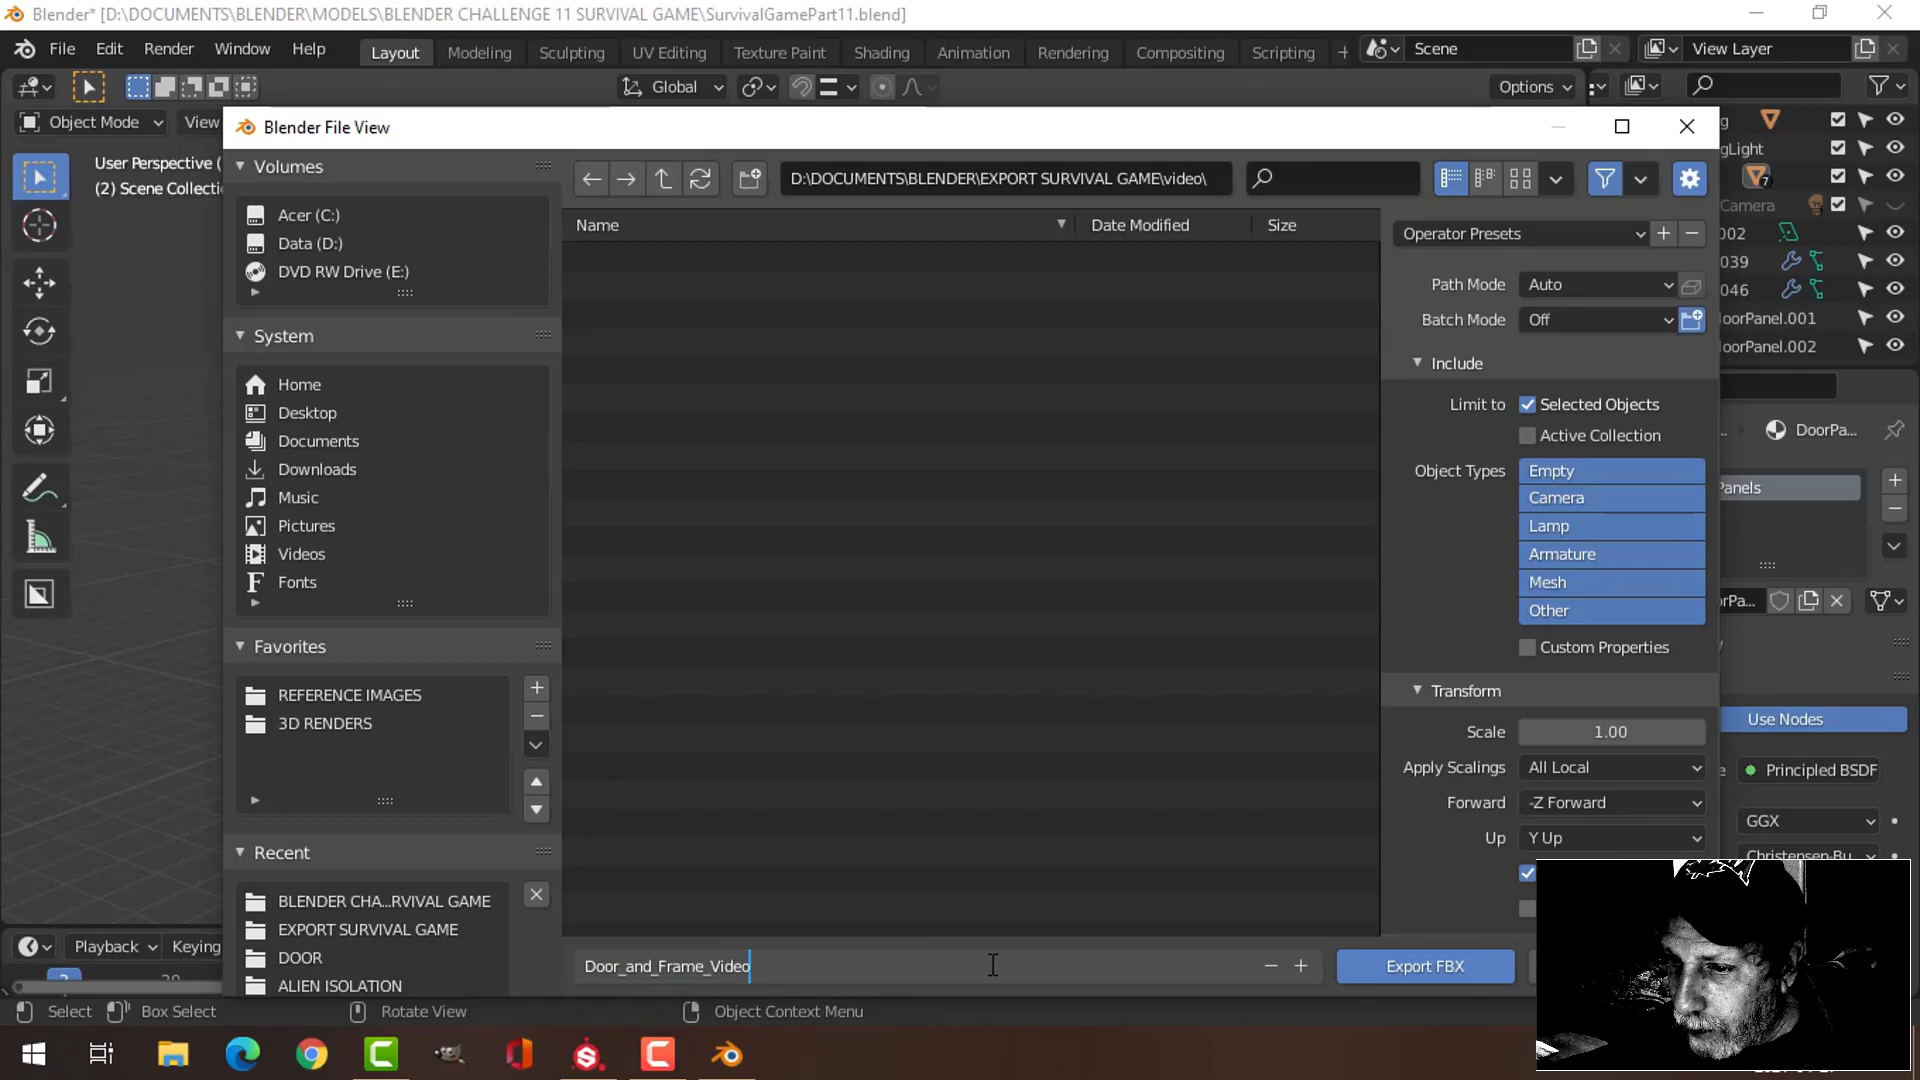 Blender* [D:\DOCUMENTS\BLENDER\MODELS\BLENDER CHALLENGE 11 SURVIVAL GAME\SurvivalGamePart11.blend]
File Edit Render Window Help Layout Modeling Sculpting UV Editing Texture Paint Shading Animation Rendering Compositing Scripting + Scene View Layer
Global Options
Object Mode View
Blender File View
User Perspective (
(2) Scene Collecti
Volumes
Acer (C:)
Data (D:)
DVD RW Drive (E:)
System
Home
Desktop
Documents
Downloads
Music
Pictures
Videos
Fonts
Favorites
REFERENCE IMAGES
3D RENDERS
Recent
BLENDER CHA...RVIVAL GAME
EXPORT SURVIVAL GAME
DOOR
ALIEN ISOLATION
D:\DOCUMENTS\BLENDER\EXPORT SURVIVAL GAME\video\
Name Date Modified Size
Door_and_Frame_Video
Export FBX
Operator Presets
Path Mode Auto
Batch Mode Off
Include
Limit to Selected Objects
Active Collection
Object Types Empty
Camera
Lamp
Armature
Mesh
Other
Custom Properties
Transform
Scale 1.00
Apply Scalings All Local
Forward -Z Forward
Up Y Up
g
gLight
7
Camera
002
039
046
oorPanel.001
oorPanel.002
DoorPa...
Panels
rPa...
Use Nodes
e Principled BSDF
GGX
Christensen-Bu
Playback Keying
2 20
Select Box Select Rotate View Object Context Menu